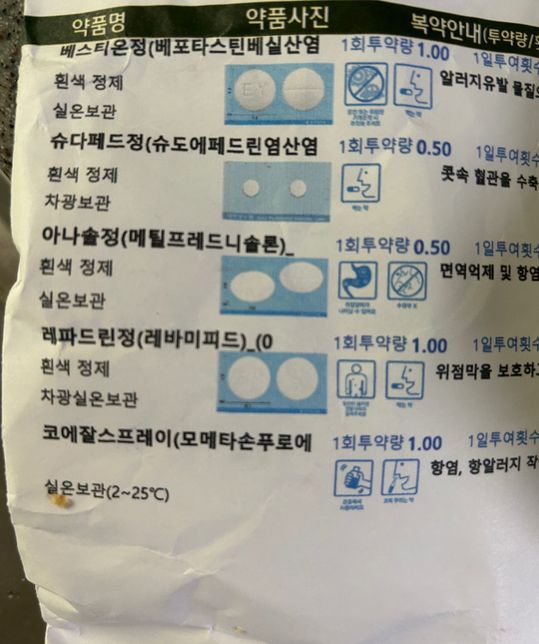 약품명 약품사진 복약안내(투약량/
베스티온정(베포타스틴베실산염 1회투약량 1.00 1일투여횟수
흰색 정제 EY 알러지유발 물질
실온보관 먹는 약
슈다페드정(슈도에페드린염산염 1회투약량 0.50 1일투여횟수
흰색 정제 콧속 혈관을 수축
차광보관 먹는 약
아나솔정(메틸프레드니솔론)_ 1회투약량 0.50 1일투여횟수
흰색 정제 면역억제 및 항염
실온보관
레파드린정(레바미피드)_(0 1회투약량 1.00 1일투여횟수
흰색 정제 위점막을 보호하고
차광실온보관 먹는 약
코에잘스프레이(모메타손푸로에 1회투약량 1.00 1일투여횟수
항염, 항알러지 작
실온보관(2~25℃)